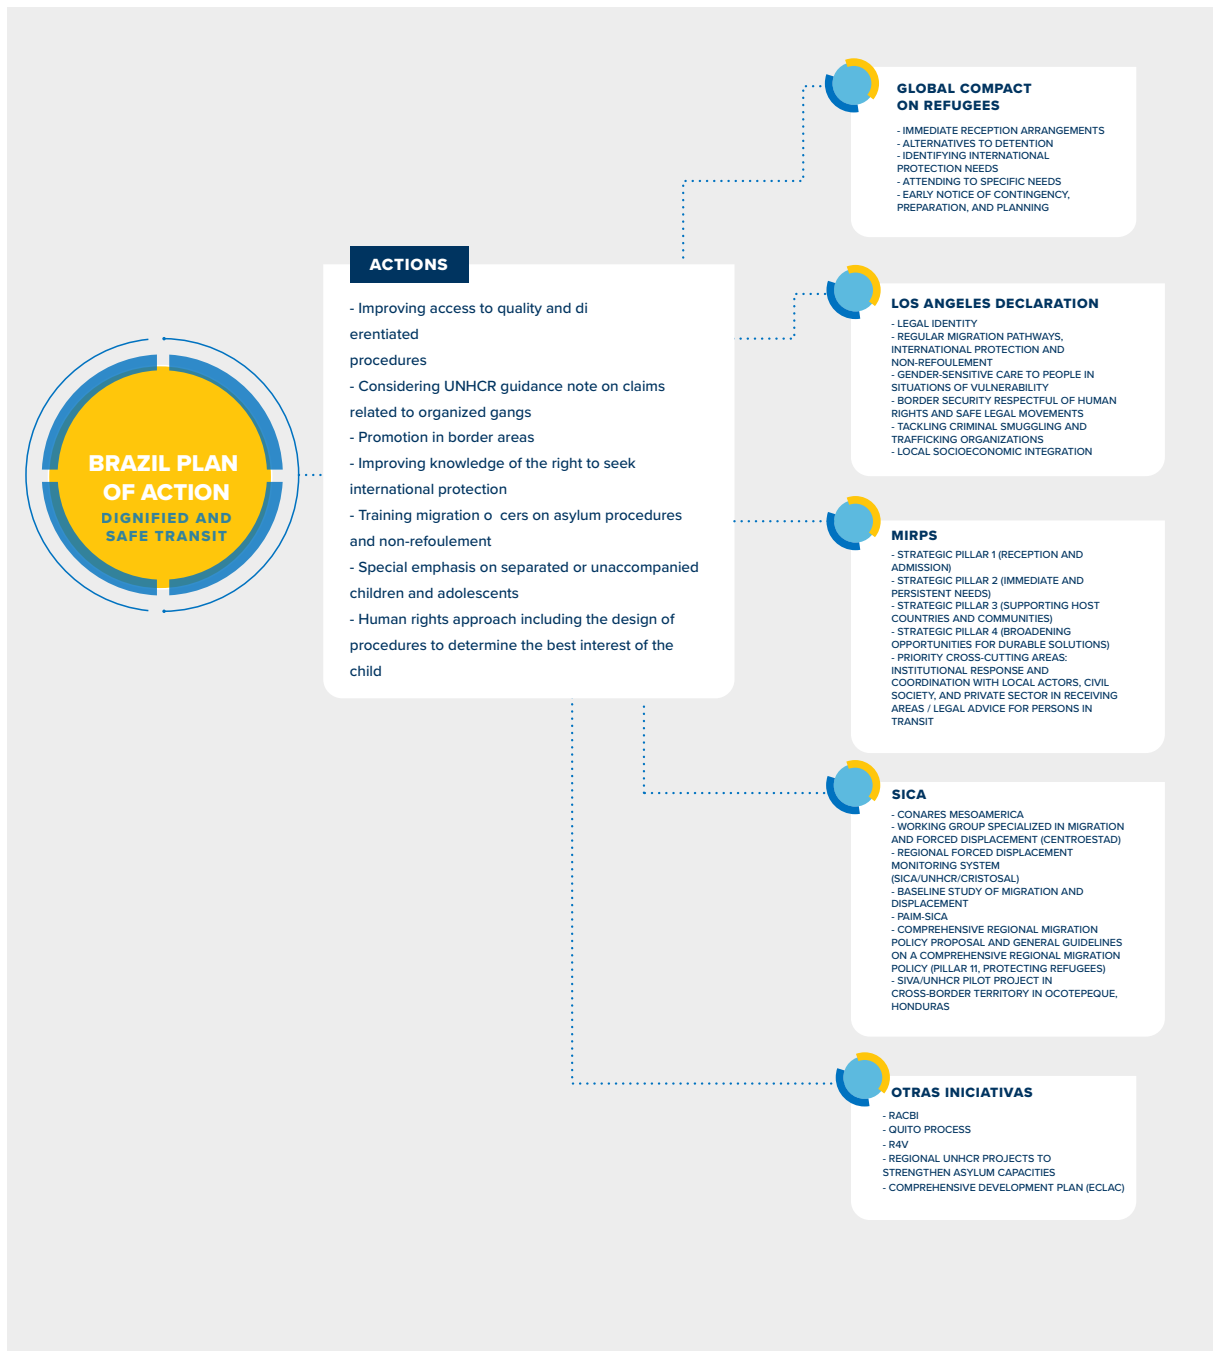 BRAZIL PLAN
OF ACTION
DIGNIFIED AND
SAFE TRANSIT
ACTIONS
- Improving access to quality and di
erentiated
procedures
- Considering UNHCR guidance note on claims
related to organized gangs
- Promotion in border areas
- Improving knowledge of the right to seek
international protection
- Training migration o cers on asylum procedures
and non-refoulement
- Special emphasis on separated or unaccompanied
children and adolescents
- Human rights approach including the design of
procedures to determine the best interest of the
child
GLOBAL COMPACT
ON REFUGEES
- IMMEDIATE RECEPTION ARRANGEMENTS
- ALTERNATIVES TO DETENTION
- IDENTIFYING INTERNATIONAL
PROTECTION NEEDS
- ATTENDING TO SPECIFIC NEEDS
- EARLY NOTICE OF CONTINGENCY,
PREPARATION, AND PLANNING
LOS ANGELES DECLARATION
- LEGAL IDENTITY
- REGULAR MIGRATION PATHWAYS,
INTERNATIONAL PROTECTION AND
NON-REFOULEMENT
- GENDER-SENSITIVE CARE TO PEOPLE IN
SITUATIONS OF VULNERABILITY
- BORDER SECURITY RESPECTFUL OF HUMAN
RIGHTS AND SAFE LEGAL MOVEMENTS
- TACKLING CRIMINAL SMUGGLING AND
TRAFFICKING ORGANIZATIONS
- LOCAL SOCIOECONOMIC INTEGRATION
MIRPS
- STRATEGIC PILLAR 1 (RECEPTION AND
ADMISSION)
- STRATEGIC PILLAR 2 (IMMEDIATE AND
PERSISTENT NEEDS)
- STRATEGIC PILLAR 3 (SUPPORTING HOST
COUNTRIES AND COMMUNITIES)
- STRATEGIC PILLAR 4 (BROADENING
OPPORTUNITIES FOR DURABLE SOLUTIONS)
- PRIORITY CROSS-CUTTING AREAS:
INSTITUTIONAL RESPONSE AND
COORDINATION WITH LOCAL ACTORS, CIVIL
SOCIETY, AND PRIVATE SECTOR IN RECEIVING
AREAS / LEGAL ADVICE FOR PERSONS IN
TRANSIT
SICA
- CONARES MESOAMERICA
- WORKING GROUP SPECIALIZED IN MIGRATION
AND FORCED DISPLACEMENT (CENTROESTAD)
- REGIONAL FORCED DISPLACEMENT
MONITORING SYSTEM
(SICA/UNHCR/CRISTOSAL)
- BASELINE STUDY OF MIGRATION AND
DISPLACEMENT
- PAIM-SICA
- COMPREHENSIVE REGIONAL MIGRATION
POLICY PROPOSAL AND GENERAL GUIDELINES
ON A COMPREHENSIVE REGIONAL MIGRATION
POLICY (PILLAR 11, PROTECTING REFUGEES)
- SIVA/UNHCR PILOT PROJECT IN
CROSS-BORDER TERRITORY IN OCOTEPEQUE,
HONDURAS
OTRAS INICIATIVAS
- RACBI
- QUITO PROCESS
- R4V
- REGIONAL UNHCR PROJECTS TO
STRENGTHEN ASYLUM CAPACITIES
- COMPREHENSIVE DEVELOPMENT PLAN (ECLAC)